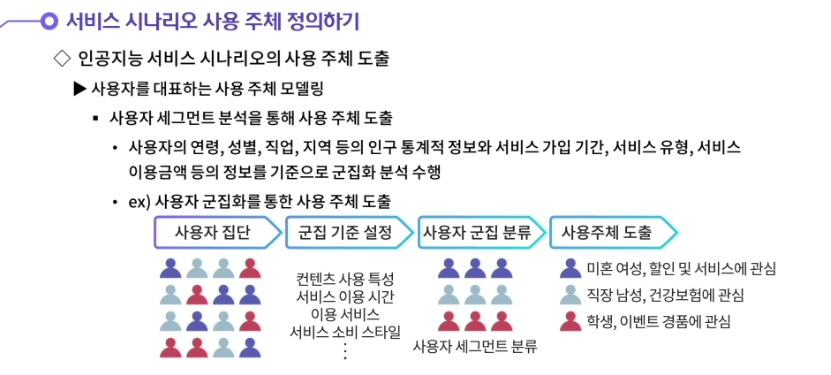 서비스 시나리오 사용 주체 정의하기
◇ 인공지능 서비스 시나리오의 사용 주체 도출
▶ 사용자를 대표하는 사용 주체 모델링
▪ 사용자 세그먼트 분석을 통해 사용 주체 도출
• 사용자의 연령, 성별, 직업, 지역 등의 인구 통계적 정보와 서비스 가입 기간, 서비스 유형, 서비스
이용금액 등의 정보를 기준으로 군집화 분석 수행
• ex) 사용자 군집화를 통한 사용 주체 도출
사용자 집단
군집 기준 설정
사용자 군집 분류
사용주체 도출
컨텐츠 사용 특성
서비스 이용 시간
이용 서비스
서비스 소비 스타일
⋮
사용자 세그먼트 분류
미혼 여성, 할인 및 서비스에 관심
직장 남성, 건강보험에 관심
학생, 이벤트 경품에 관심